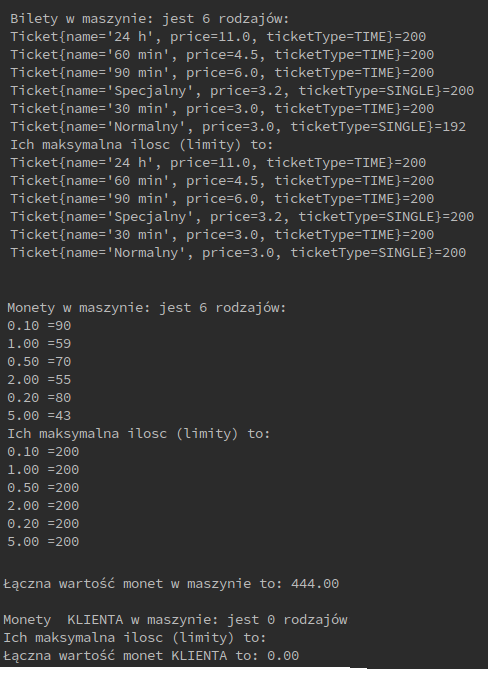 Bilety w maszynie: jest 6 rodzajów:
Ticket{name='24 h', price=11.0, ticketType=TIME}=200
Ticket{name='60 min', price=4.5, ticketType=TIME}=200
Ticket{name='90 min', price=6.0, ticketType=TIME}=200
Ticket{name='Specjalny', price=3.2, ticketType=SINGLE}=200
Ticket{name='30 min', price=3.0, ticketType=TIME}=200
Ticket{name='Normalny', price=3.0, ticketType=SINGLE}=192
Ich maksymalna ilosc (limity) to:
Ticket{name='24 h', price=11.0, ticketType=TIME}=200
Ticket{name='60 min', price=4.5, ticketType=TIME}=200
Ticket{name='90 min', price=6.0, ticketType=TIME}=200
Ticket{name='Specjalny', price=3.2, ticketType=SINGLE}=200
Ticket{name='30 min', price=3.0, ticketType=TIME}=200
Ticket{name='Normalny', price=3.0, ticketType=SINGLE}=200
Monety w maszynie: jest 6 rodzajów:
0.10 =90
1.00 =59
0.50 =70
2.00 =55
0.20 =80
5.00 =43
Ich maksymalna ilosc (limity) to:
0.10 =200
1.00 =200
0.50 =200
2.00 =200
0.20 =200
5.00 =200
Łączna wartość monet w maszynie to: 444.00
Monety  KLIENTA w maszynie: jest 0 rodzajów
Ich maksymalna ilosc (limity) to:
Łączna wartość monet KLIENTA to: 0.00